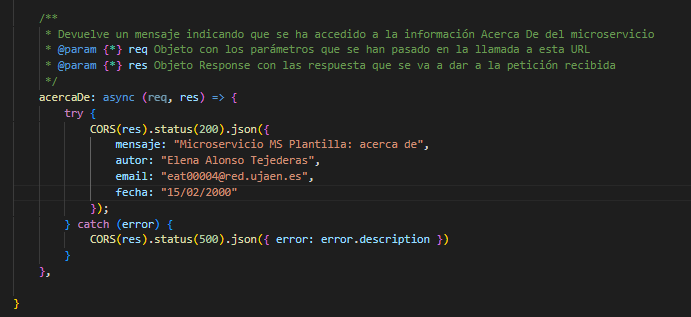 /**
 * Devuelve un mensaje indicando que se ha accedido a la información Acerca De del microservicio
 * @param {*} req Objeto con los parámetros que se han pasado en la llamada a esta URL
 * @param {*} res Objeto Response con las respuesta que se va a dar a la petición recibida
 */
acercaDe: async (req, res) => {
    try {
        CORS(res).status(200).json({
            mensaje: "Microservicio MS Plantilla: acerca de",
            autor: "Elena Alonso Tejederas",
            email: "eat00004@red.ujaen.es",
            fecha: "15/02/2000"
        });
    } catch (error) {
        CORS(res).status(500).json({ error: error.description })
    }
},
}